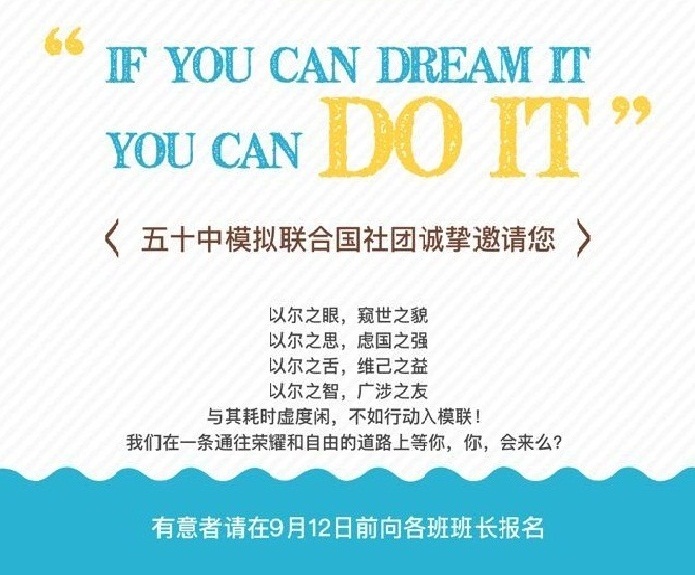 “IF YOU CAN DREAM IT
YOU CAN DO IT”
〈 五十中模拟联合国社团诚挚邀请您 〉
以尔之眼，窥世之貌
以尔之思，虑国之强
以尔之舌，维己之益
以尔之智，广涉之友
与其耗时虚度闲，不如行动入模联！
我们在一条通往荣耀和自由的道路上等你，你，会来么？
有意者请在9月12日前向各班班长报名